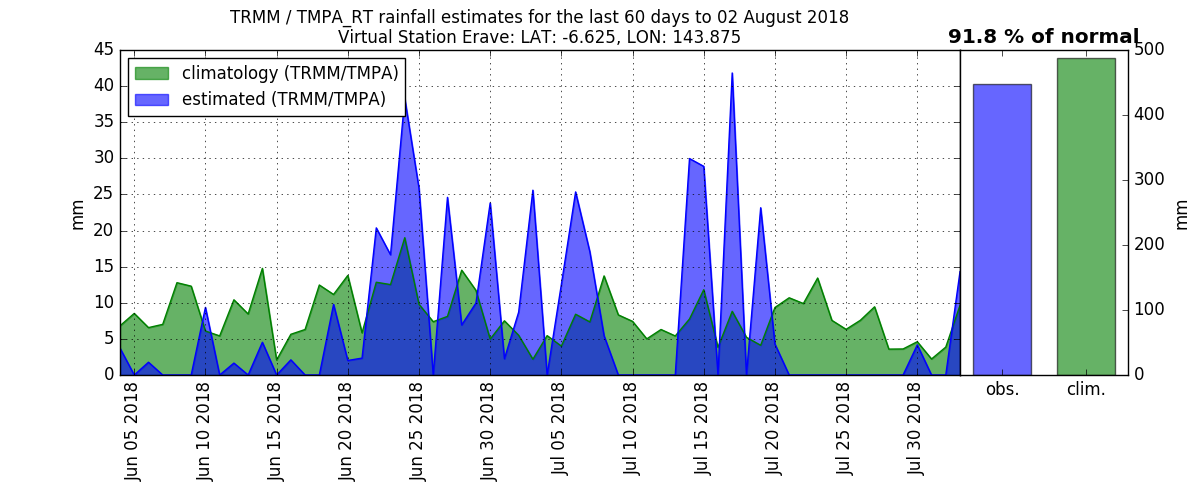 TRMM / TMPA_RT rainfall estimates for the last 60 days to 02 August 2018
Virtual Station Erave: LAT: -6.625, LON: 143.875
91.8 % of normal
climatology (TRMM/TMPA)
estimated (TRMM/TMPA)
mm
45
40
35
30
25
20
15
10
5
0
Jun 05 2018
Jun 10 2018
Jun 15 2018
Jun 20 2018
Jun 25 2018
Jun 30 2018
Jul 05 2018
Jul 10 2018
Jul 15 2018
Jul 20 2018
Jul 25 2018
Jul 30 2018
obs.
clim.
500
400
300
200
100
0
mm